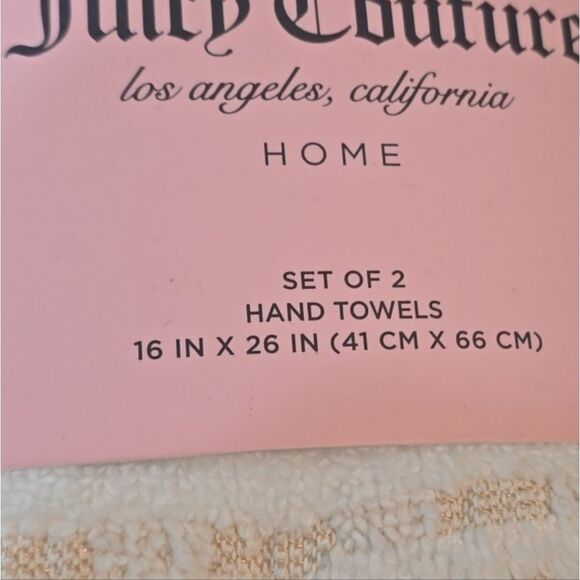 Juicy Couture
los angeles, california
HOME
SET OF 2
HAND TOWELS
16 IN X 26 IN (41 CM X 66 CM)